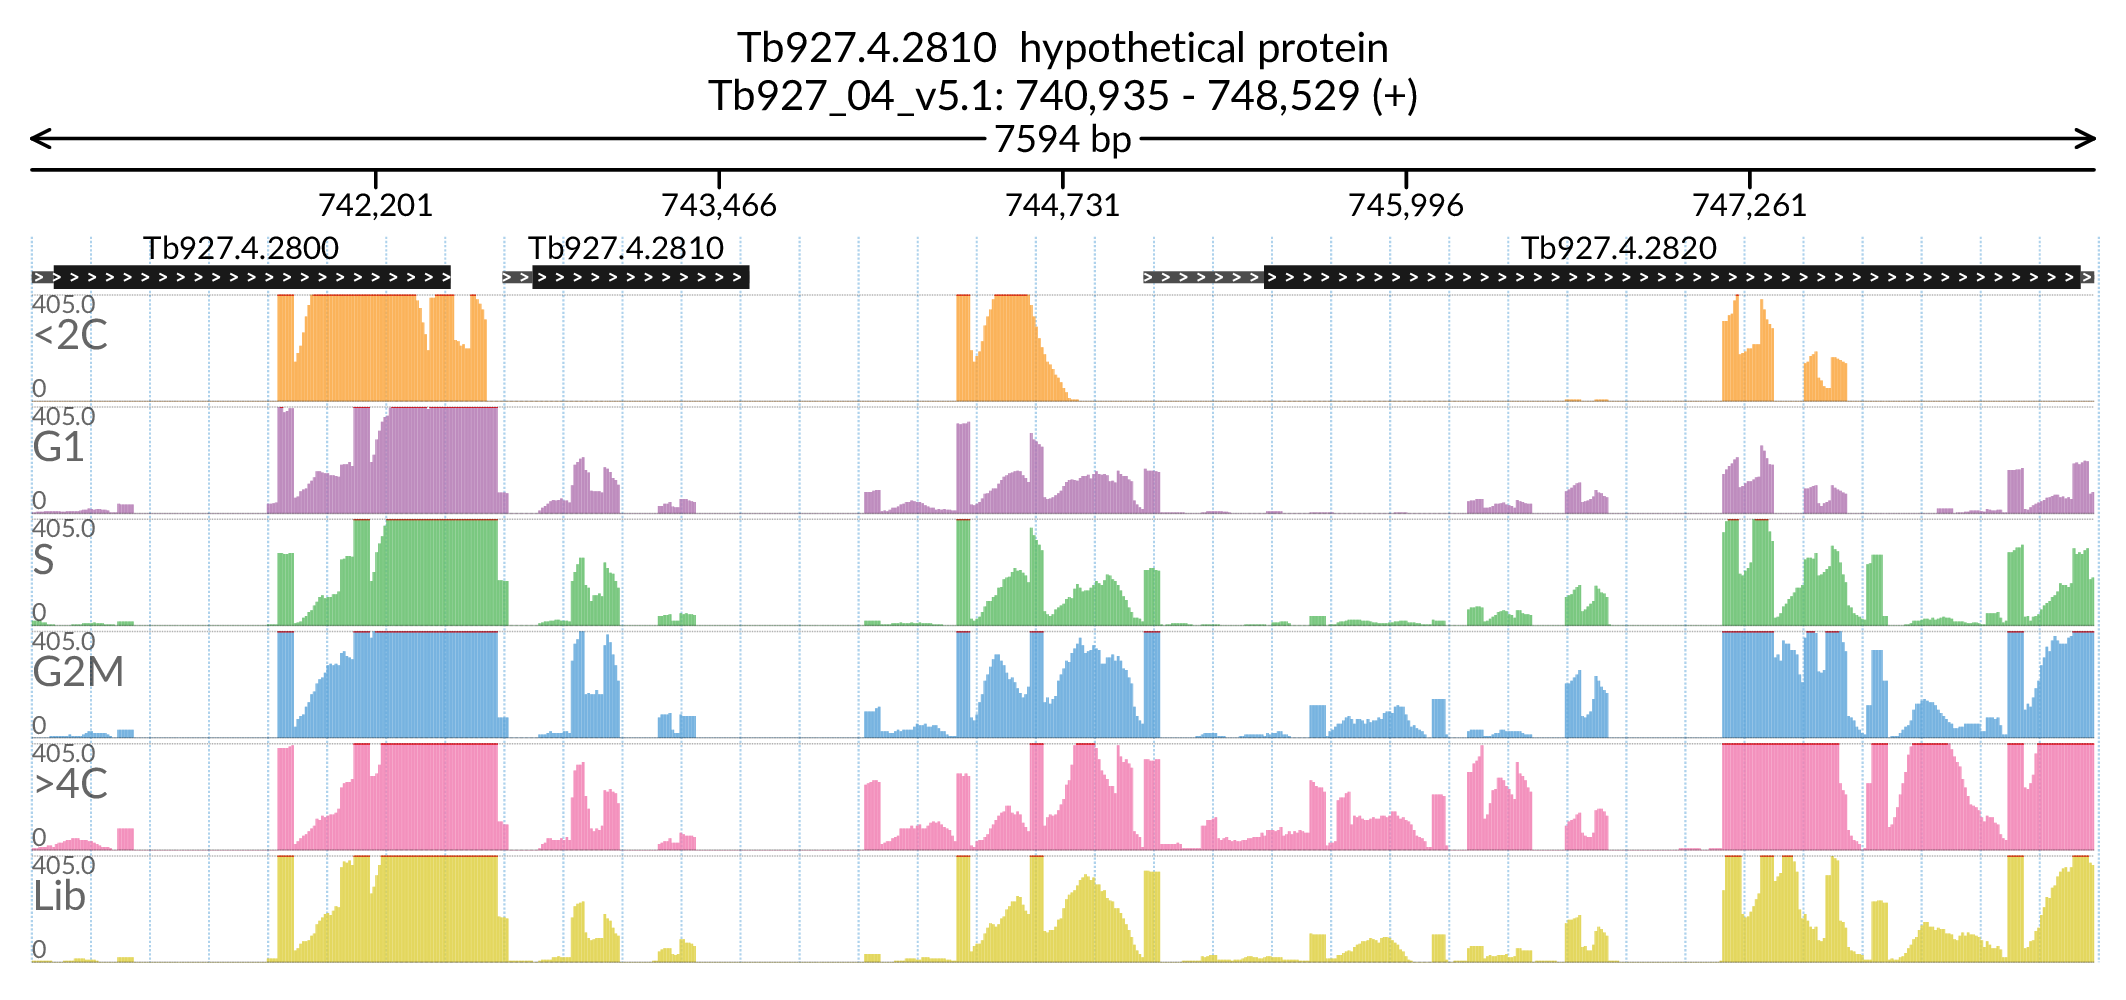 Tb927.4.2810  hypothetical protein
Tb927_04_v5.1: 740,935 - 748,529 (+)
7594 bp
742,201 743,466 744,731 745,996 747,261
Tb927.4.2800 Tb927.4.2810 Tb927.4.2820
405.0
<2C
0
405.0
G1
0
405.0
S
0
405.0
G2M
0
405.0
>4C
0
405.0
Lib
0